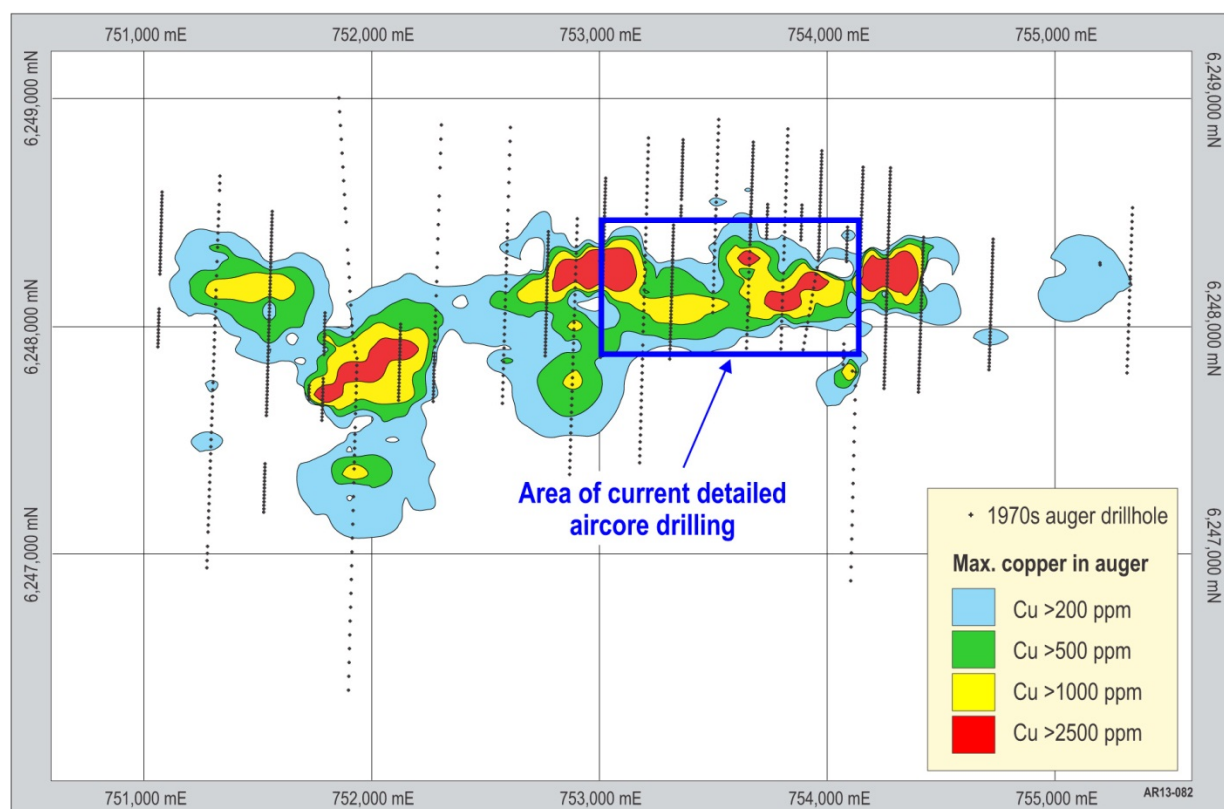 751,000 mE
752,000 mE
753,000 mE
754,000 mE
755,000 mE
6,249,000 mN
6,249,000 mN
6,248,000 mN
6,248,000 mN
Area of current detailed
aircore drilling
6,247,000 mN
6,247,000 mN
1970s auger drillhole
Max. copper in auger
Cu >200 ppm
Cu >500 ppm
Cu >1000 ppm
Cu >2500 ppm
751,000 mE
752,000 mE
753,000 mE
754,000 mE
755,000 mE
AR13-082